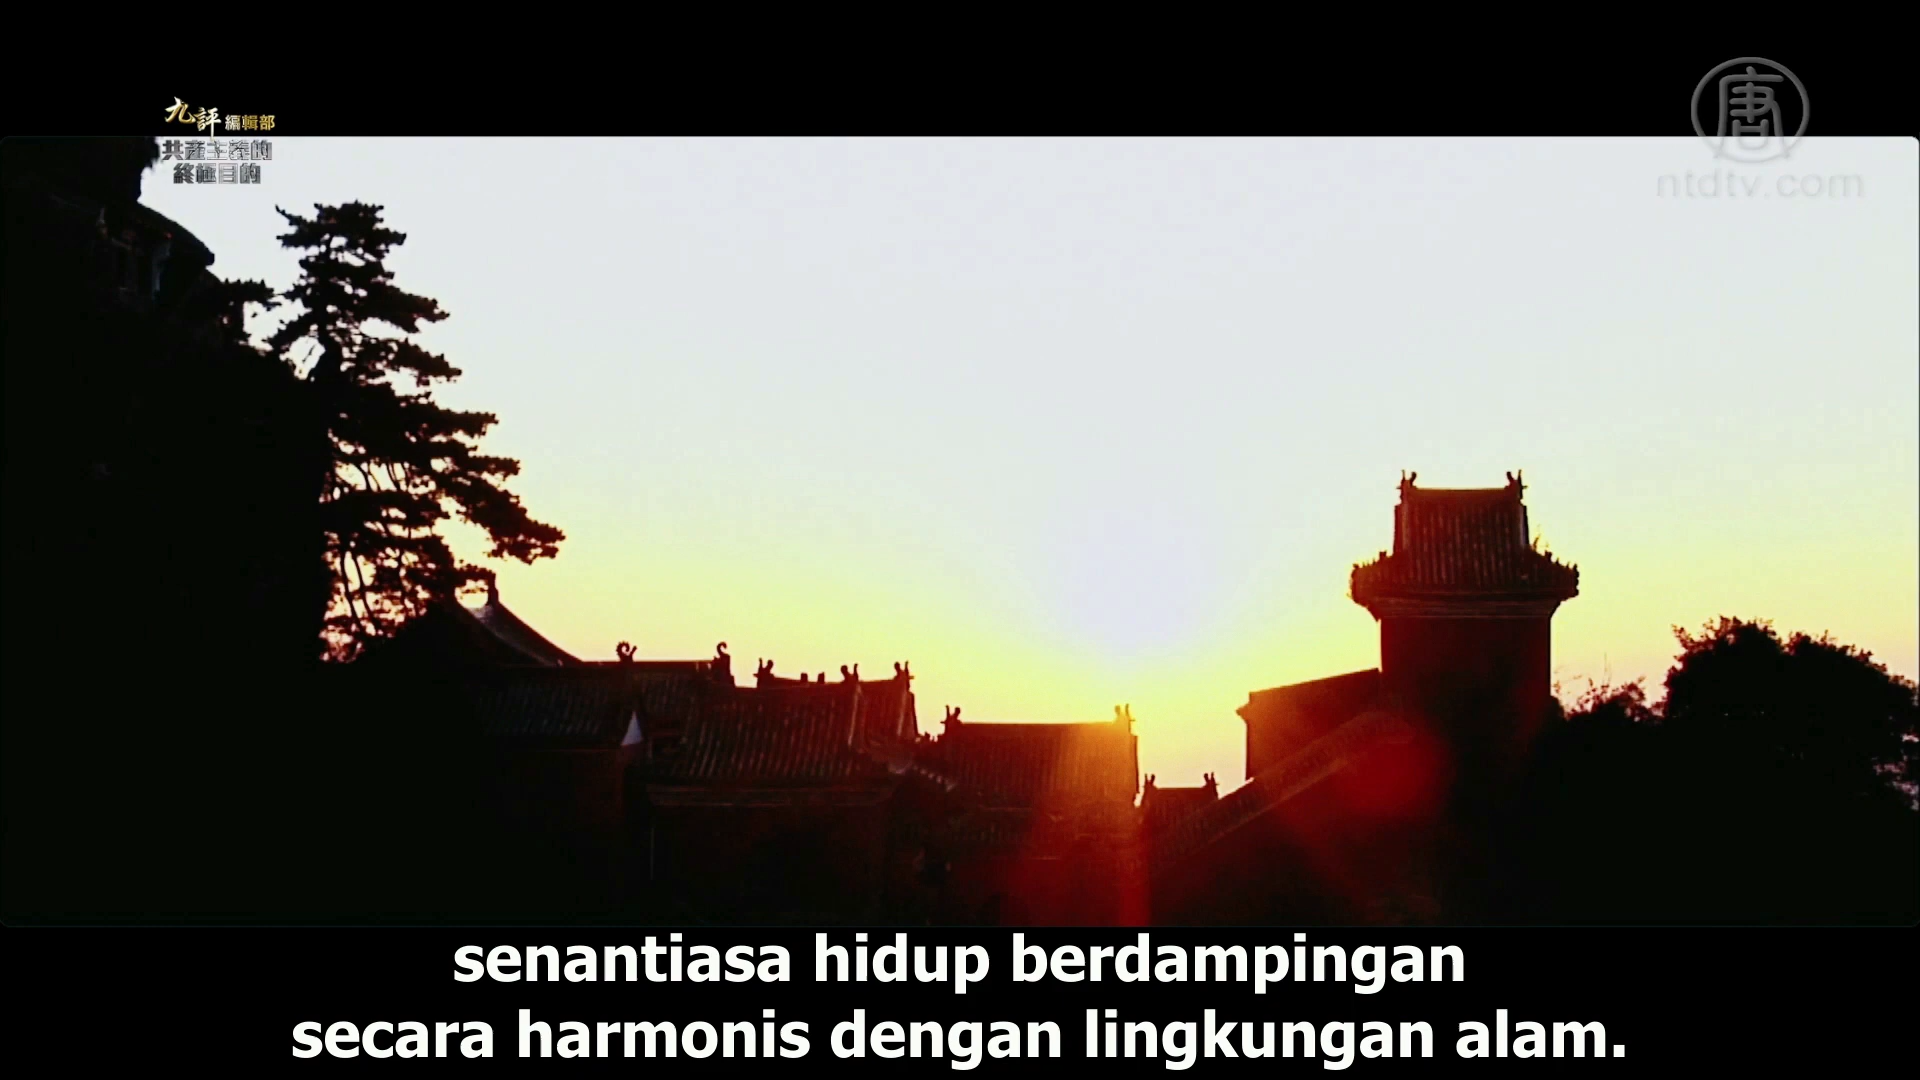 九評編輯部
共產主義的
終極目的
唐
ntdtv.com
senantiasa hidup berdampingan
secara harmonis dengan lingkungan alam.